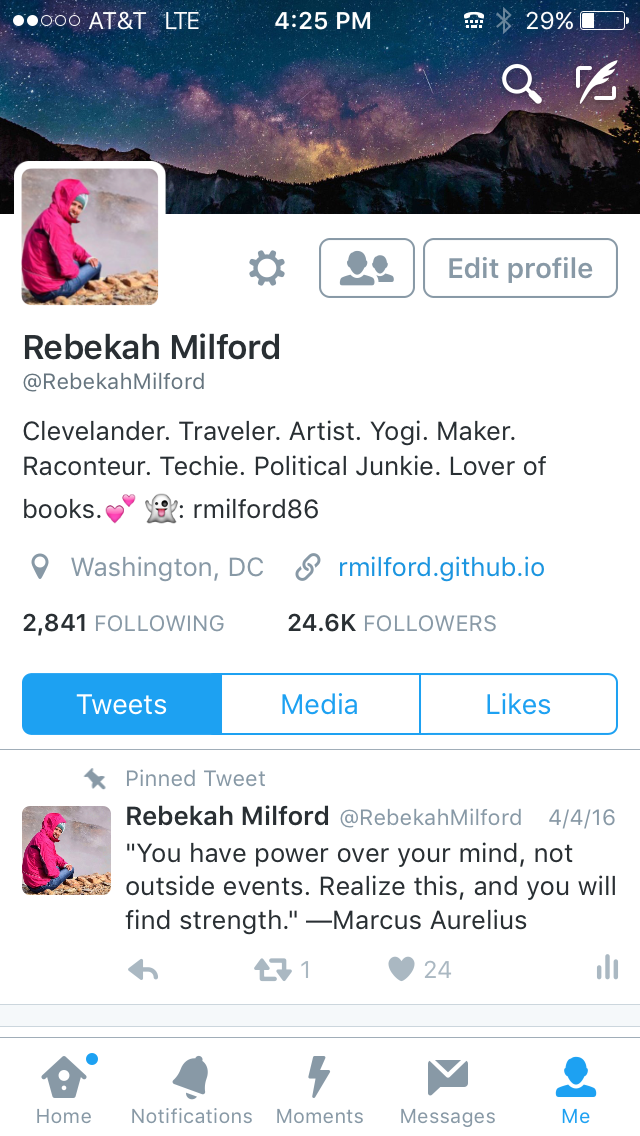 AT&T LTE 4:25 PM 29%
Edit profile
Rebekah Milford
@RebekahMilford
Clevelander. Traveler. Artist. Yogi. Maker.
Raconteur. Techie. Political Junkie. Lover of
books.💕 👻: rmilford86
Washington, DC rmilford.github.io
2,841 FOLLOWING 24.6K FOLLOWERS
Tweets Media Likes
Pinned Tweet
Rebekah Milford @RebekahMilford 4/4/16
"You have power over your mind, not
outside events. Realize this, and you will
find strength." —Marcus Aurelius
1 24
Home Notifications Moments Messages Me